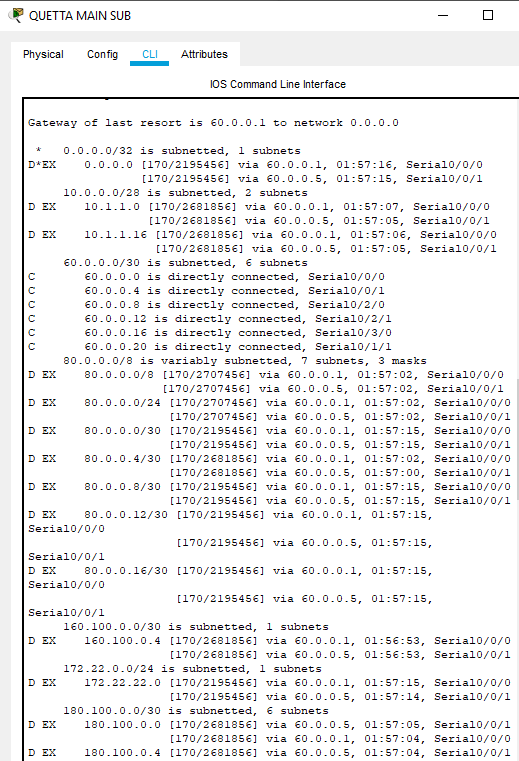 QUETTA MAIN SUB
Physical Config CLI Attributes
IOS Command Line Interface
Gateway of last resort is 60.0.0.1 to network 0.0.0.0
* 0.0.0.0/32 is subnetted, 1 subnets
D*EX 0.0.0.0 [170/2195456] via 60.0.0.1, 01:57:16, Serial0/0/0
[170/2195456] via 60.0.0.5, 01:57:15, Serial0/0/1
10.0.0.0/28 is subnetted, 2 subnets
D EX 10.1.1.0 [170/2681856] via 60.0.0.1, 01:57:07, Serial0/0/0
[170/2681856] via 60.0.0.5, 01:57:05, Serial0/0/1
D EX 10.1.1.16 [170/2681856] via 60.0.0.1, 01:57:06, Serial0/0/0
[170/2681856] via 60.0.0.5, 01:57:05, Serial0/0/1
60.0.0.0/30 is subnetted, 6 subnets
C 60.0.0.0 is directly connected, Serial0/0/0
C 60.0.0.4 is directly connected, Serial0/0/1
C 60.0.0.8 is directly connected, Serial0/2/0
C 60.0.0.12 is directly connected, Serial0/2/1
C 60.0.0.16 is directly connected, Serial0/3/0
C 60.0.0.20 is directly connected, Serial0/1/1
80.0.0.0/8 is variably subnetted, 7 subnets, 3 masks
D EX 80.0.0.0/8 [170/2707456] via 60.0.0.1, 01:57:02, Serial0/0/0
[170/2707456] via 60.0.0.5, 01:57:02, Serial0/0/1
D EX 80.0.0.0/24 [170/2707456] via 60.0.0.1, 01:57:02, Serial0/0/0
[170/2707456] via 60.0.0.5, 01:57:02, Serial0/0/1
D EX 80.0.0.0/30 [170/2195456] via 60.0.0.1, 01:57:15, Serial0/0/0
[170/2195456] via 60.0.0.5, 01:57:15, Serial0/0/1
D EX 80.0.0.4/30 [170/2681856] via 60.0.0.1, 01:57:02, Serial0/0/0
[170/2681856] via 60.0.0.5, 01:57:00, Serial0/0/1
D EX 80.0.0.8/30 [170/2195456] via 60.0.0.1, 01:57:15, Serial0/0/0
[170/2195456] via 60.0.0.5, 01:57:15, Serial0/0/1
D EX 80.0.0.12/30 [170/2195456] via 60.0.0.1, 01:57:15,
Serial0/0/0
[170/2195456] via 60.0.0.5, 01:57:15,
Serial0/0/1
D EX 80.0.0.16/30 [170/2195456] via 60.0.0.1, 01:57:15,
Serial0/0/0
[170/2195456] via 60.0.0.5, 01:57:15,
Serial0/0/1
160.100.0.0/30 is subnetted, 1 subnets
D EX 160.100.0.4 [170/2681856] via 60.0.0.1, 01:56:53, Serial0/0/0
[170/2681856] via 60.0.0.5, 01:56:53, Serial0/0/1
172.22.0.0/24 is subnetted, 1 subnets
D EX 172.22.22.0 [170/2195456] via 60.0.0.1, 01:57:15, Serial0/0/0
[170/2195456] via 60.0.0.5, 01:57:14, Serial0/0/1
180.100.0.0/30 is subnetted, 6 subnets
D EX 180.100.0.0 [170/2681856] via 60.0.0.5, 01:57:05, Serial0/0/1
[170/2681856] via 60.0.0.1, 01:57:04, Serial0/0/0
D EX 180.100.0.4 [170/2681856] via 60.0.0.5, 01:57:04, Serial0/0/1